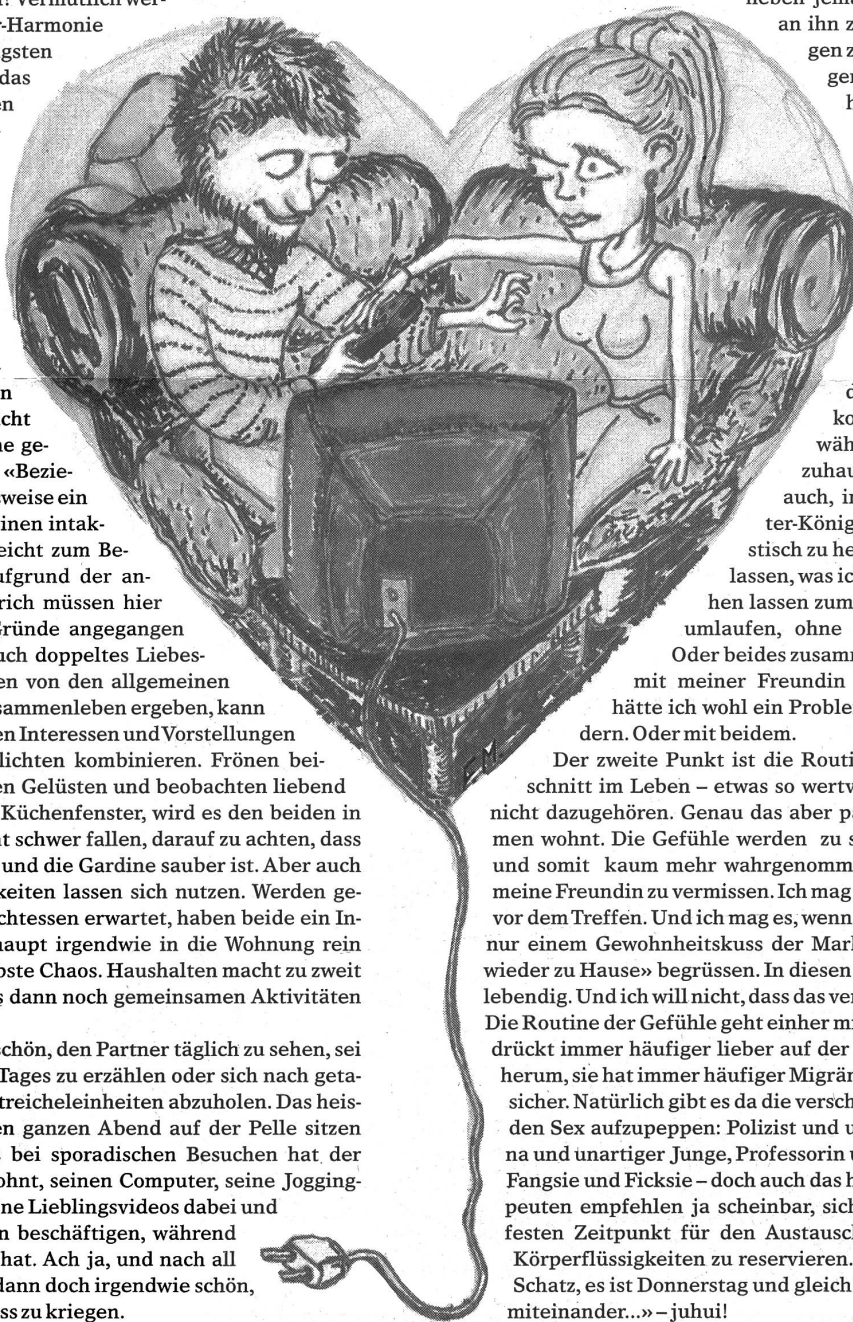 -Harmonie
gsten
das
en
n
cht
ne ge-
«Bezie-
sweise ein
inen intak-
eicht zum Be-
ufgrund der an-
rich müssen hier
Gründe angegangen
uch doppeltes Liebes-
en von den allgemeinen
sammenleben ergeben, kann
en Interessen und Vorstellungen
lichten kombinieren. Frönen bei-
en Gelüsten und beobachten liebend
Küchenfenster, wird es den beiden in
ht schwer fallen, darauf zu achten, dass
und die Gardine sauber ist. Aber auch
keiten lassen sich nutzen. Werden ge-
chtessen erwartet, haben beide ein In-
haupt irgendwie in die Wohnung rein
bste Chaos. Haushalten macht zu zweit
s dann noch gemeinsamen Aktivitäten
schön, den Partner täglich zu sehen, sei
Tages zu erzählen oder sich nach geta-
treicheleinheiten abzuholen. Das heis-
en ganzen Abend auf der Pelle sitzen
bei sporadischen Besuchen hat der
ohnt, seinen Computer, seine Jogging-
ne Lieblingsvideos dabei und
n beschäftigen, während
hat. Ach ja, und nach all
dann doch irgendwie schön,
ss zu kriegen.
an ihn z
gen z
gen
h
d
ko
wäh
zuhau
auch, in
ter-König
stisch zu he
lassen, was ic
hen lassen zum
umlaufen, ohne
Oder beides zusamm
mit meiner Freundin
hätte ich wohl ein Proble
dern. Oder mit beidem.
Der zweite Punkt ist die Routi
schnitt im Leben – etwas so wertv
nicht dazugehören. Genau das aber pa
men wohnt. Die Gefühle werden zu s
und somit kaum mehr wahrgenomm
meine Freundin zu vermissen. Ich mag
vor dem Treffen. Und ich mag es, wenn
nur einem Gewohnheitskuss der Mark
wieder zu Hause» begrüssen. In diesen
lebendig. Und ich will nicht, dass das ver
Die Routine der Gefühle geht einher mi
drückt immer häufiger lieber auf der
herum, sie hat immer häufiger Migrän
sicher. Natürlich gibt es da die versch
den Sex aufzupeppen: Polizist und u
na und unartiger Junge, Professorin u
Fangsie und Ficksie – doch auch das h
peuten empfehlen ja scheinbar, sich
festen Zeitpunkt für den Austausch
Körperflüssigkeiten zu reservieren.
Schatz, es ist Donnerstag und gleich
miteinander...» – juhui!
E.M.